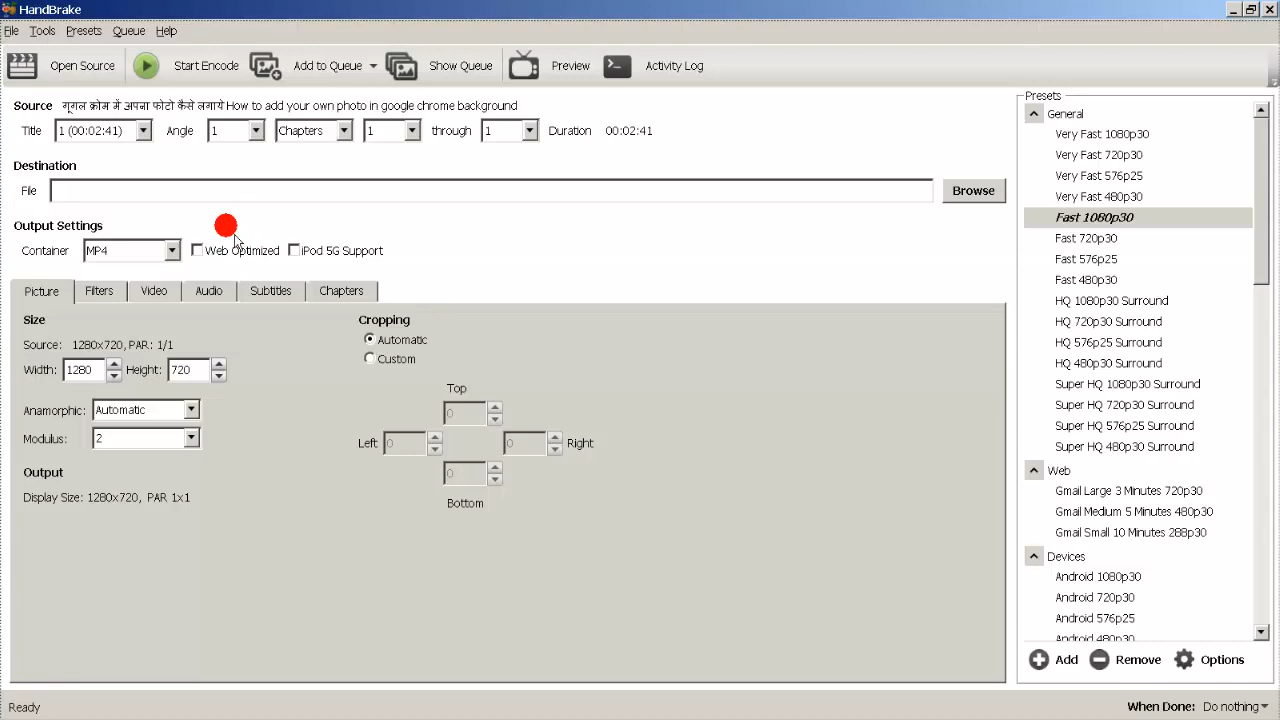 HandBrake
File Tools Presets Queue Help
Open Source Start Encode Add to Queue Show Queue Preview Activity Log
Source गूगल क्रोम में अपना फोटो कैसे लगाये How to add your own photo in google chrome background
Title 1 (00:02:41) Angle 1 Chapters 1 through 1 Duration 00:02:41
Destination
File Browse
Output Settings
Container MP4 Web Optimized iPod 5G Support
Picture Filters Video Audio Subtitles Chapters
Size
Source: 1280x720, PAR: 1/1
Width: 1280 Height: 720
Anamorphic: Automatic
Modulus: 2
Output
Display Size: 1280x720, PAR 1x1
Cropping
Automatic
Custom
Top
0
Left 0 0 Right
0
Bottom
Presets
General
Very Fast 1080p30
Very Fast 720p30
Very Fast 576p25
Very Fast 480p30
Fast 1080p30
Fast 720p30
Fast 576p25
Fast 480p30
HQ 1080p30 Surround
HQ 720p30 Surround
HQ 576p25 Surround
HQ 480p30 Surround
Super HQ 1080p30 Surround
Super HQ 720p30 Surround
Super HQ 576p25 Surround
Super HQ 480p30 Surround
Web
Gmail Large 3 Minutes 720p30
Gmail Medium 5 Minutes 480p30
Gmail Small 10 Minutes 288p30
Devices
Android 1080p30
Android 720p30
Android 576p25
Android 480p30
Add Remove Options
Ready
When Done: Do nothing